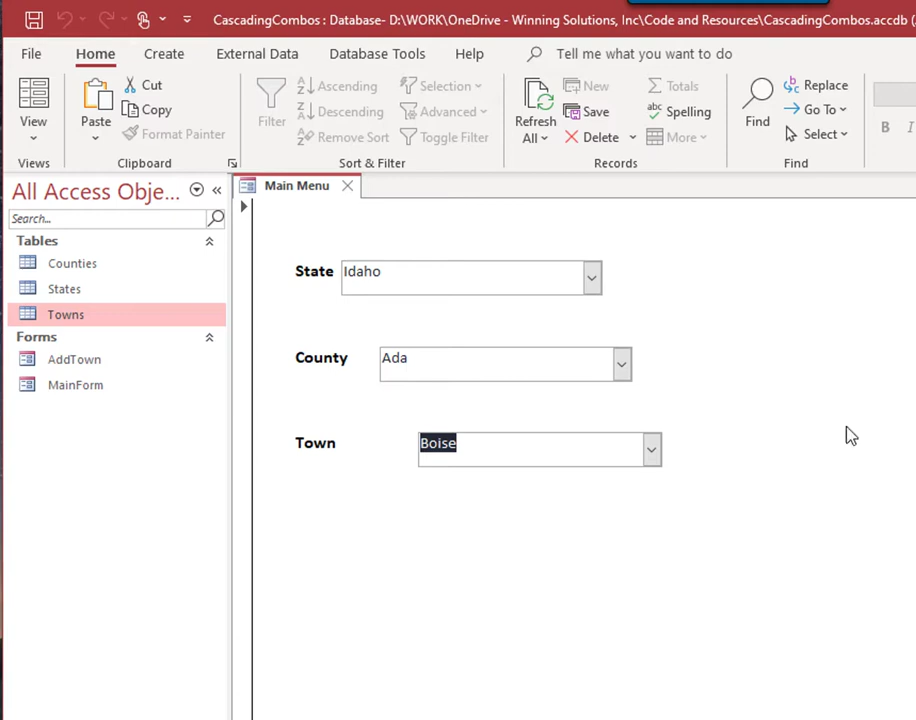 CascadingCombos : Database- D:\WORK\OneDrive - Winning Solutions, Inc\Code and Resources\CascadingCombos.accdb (
File Home Create External Data Database Tools Help Tell me what you want to do
View
Views
Paste
Cut
Copy
Format Painter
Clipboard
Filter
Ascending
Descending
Remove Sort
Selection
Advanced
Toggle Filter
Sort & Filter
Refresh
All
New
Save
Delete
Totals
Spelling
More
Records
Find
Replace
Go To
Select
Find
B I
All Access Obje...
Search...
Tables
Counties
States
Towns
Forms
AddTown
MainForm
Main Menu
State Idaho
County Ada
Town Boise